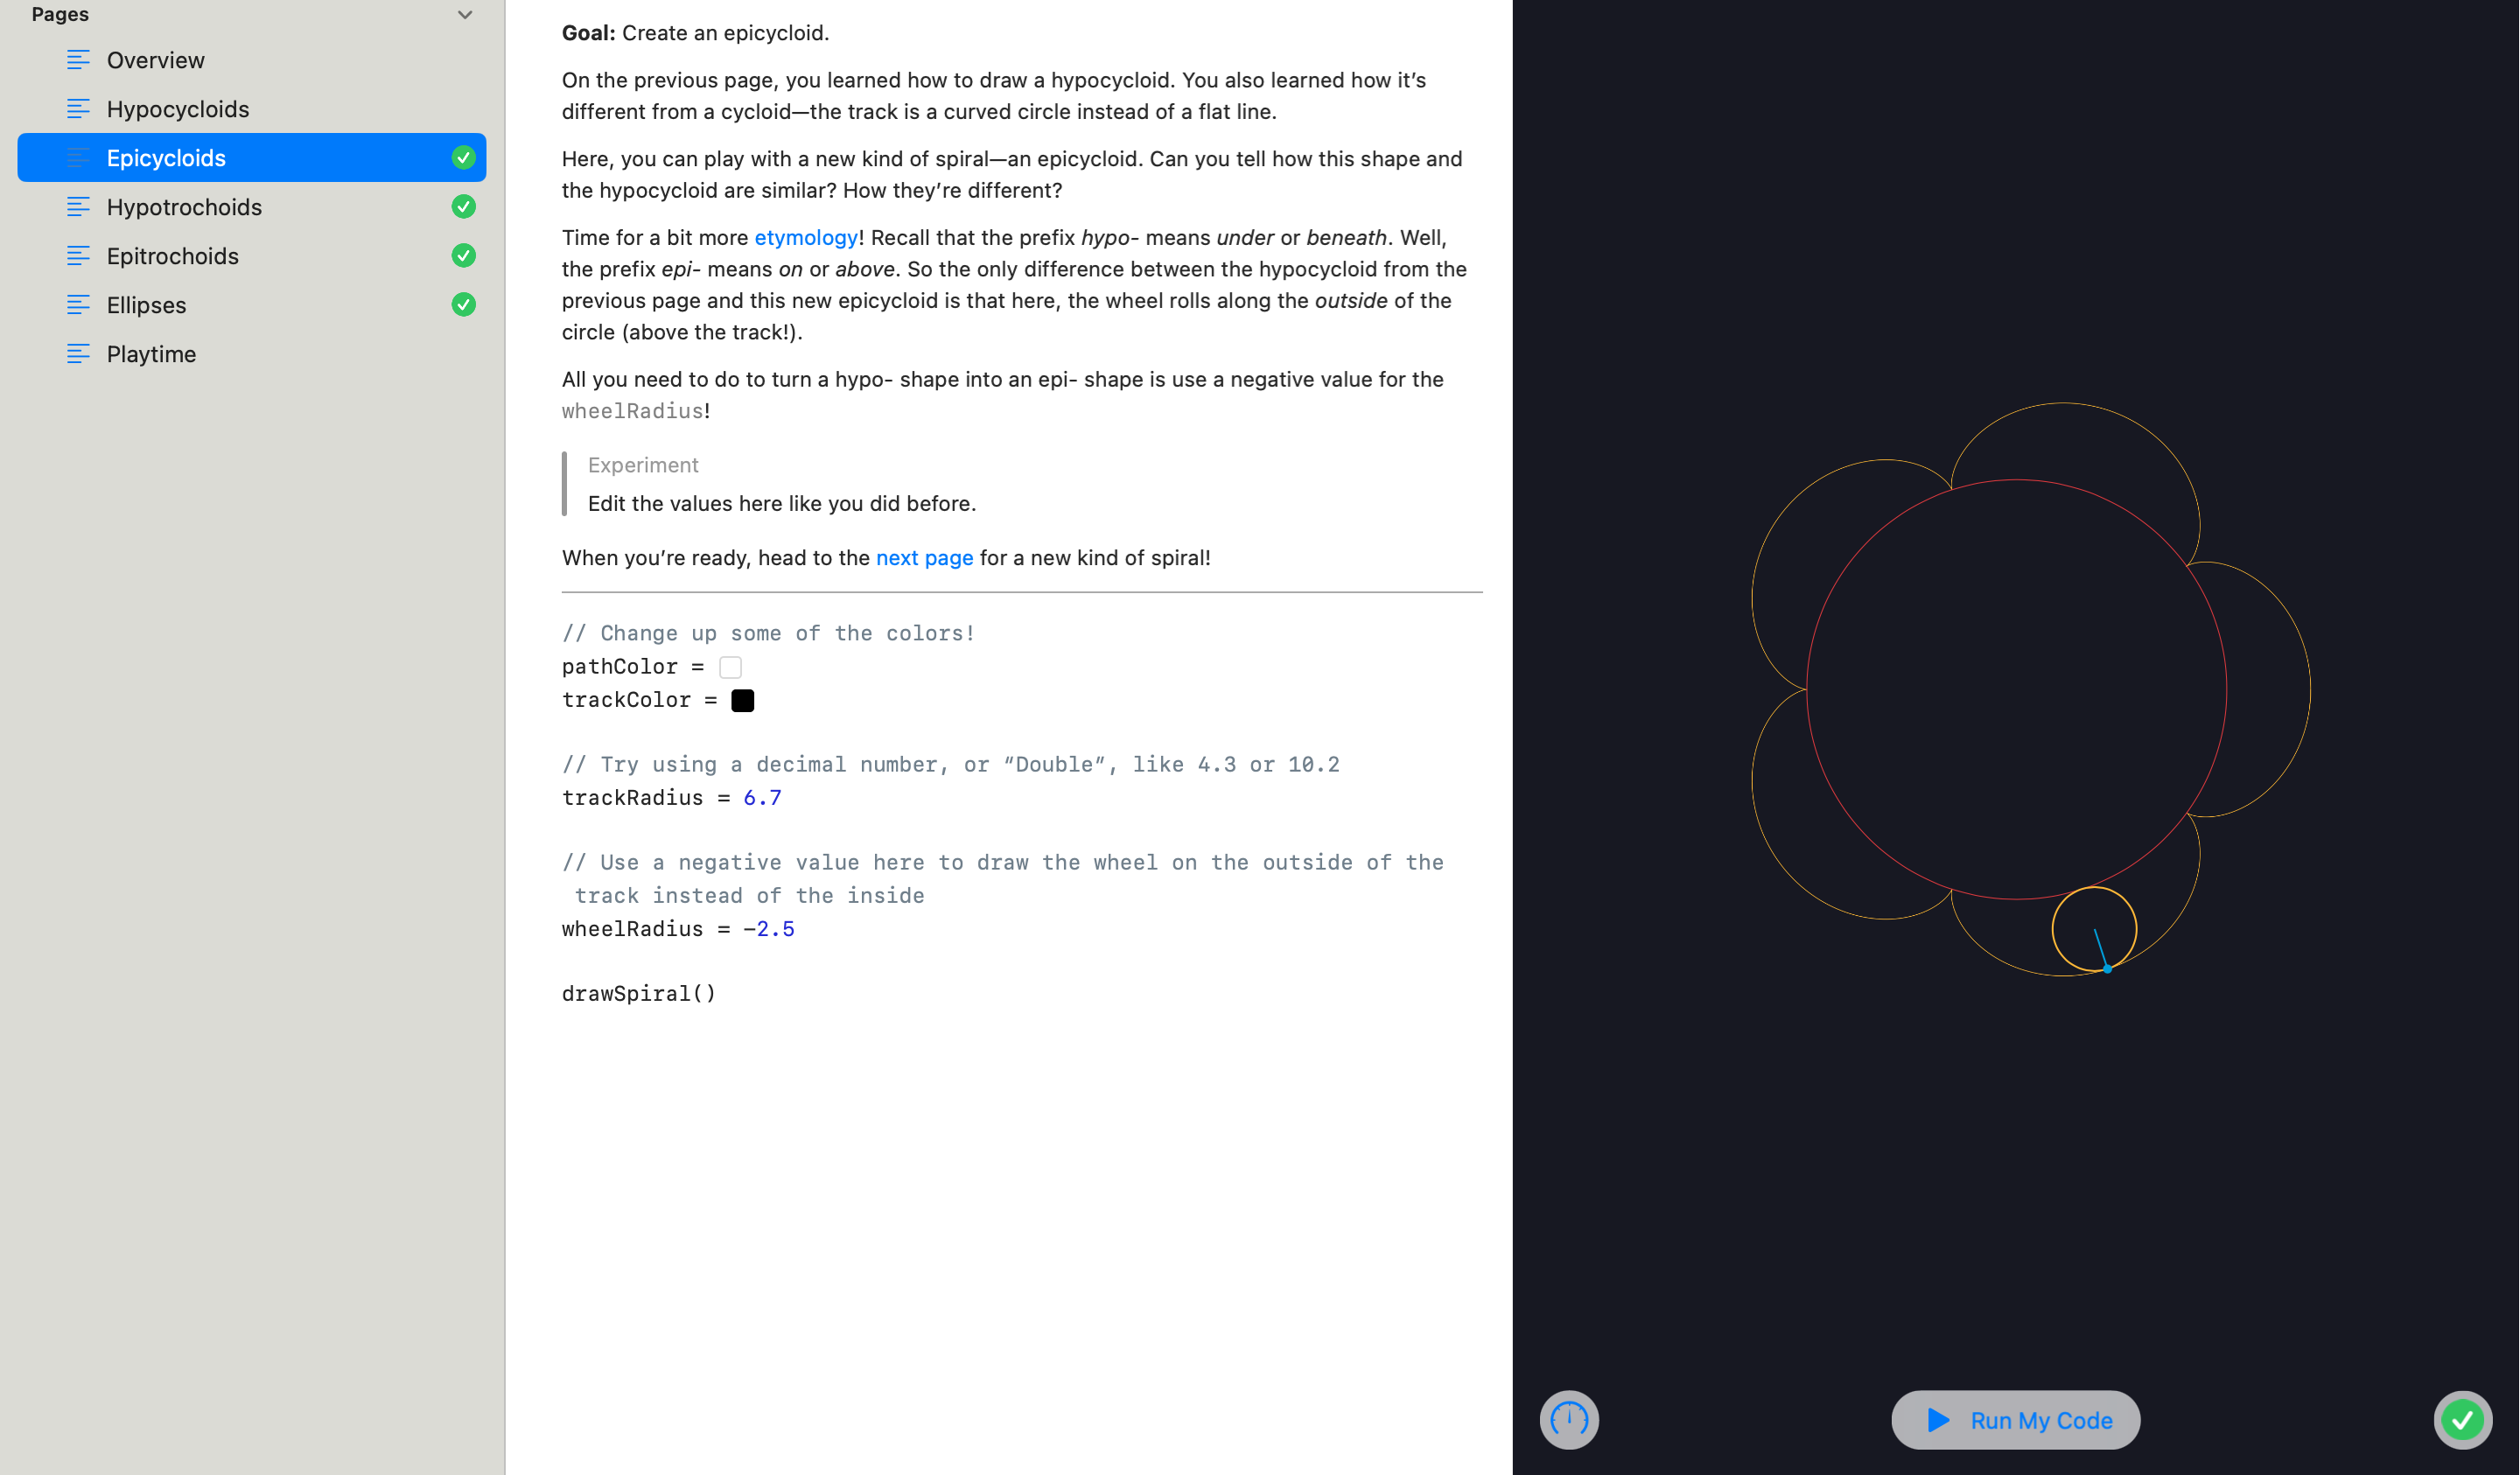 Pages
Overview
Hypocycloids
Epicycloids
Hypotrochoids
Epitrochoids
Ellipses
Playtime
Goal: Create an epicycloid.
On the previous page, you learned how to draw a hypocycloid. You also learned how it’s
different from a cycloid—the track is a curved circle instead of a flat line.
Here, you can play with a new kind of spiral—an epicycloid. Can you tell how this shape and
the hypocycloid are similar? How they’re different?
Time for a bit more etymology! Recall that the prefix hypo- means under or beneath. Well,
the prefix epi- means on or above. So the only difference between the hypocycloid from the
previous page and this new epicycloid is that here, the wheel rolls along the outside of the
circle (above the track!).
All you need to do to turn a hypo- shape into an epi- shape is use a negative value for the
wheelRadius!
Experiment
Edit the values here like you did before.
When you’re ready, head to the next page for a new kind of spiral!
// Change up some of the colors!
pathColor =
trackColor =
// Try using a decimal number, or “Double”, like 4.3 or 10.2
trackRadius = 6.7
// Use a negative value here to draw the wheel on the outside of the
track instead of the inside
wheelRadius = -2.5
drawSpiral()
Run My Code